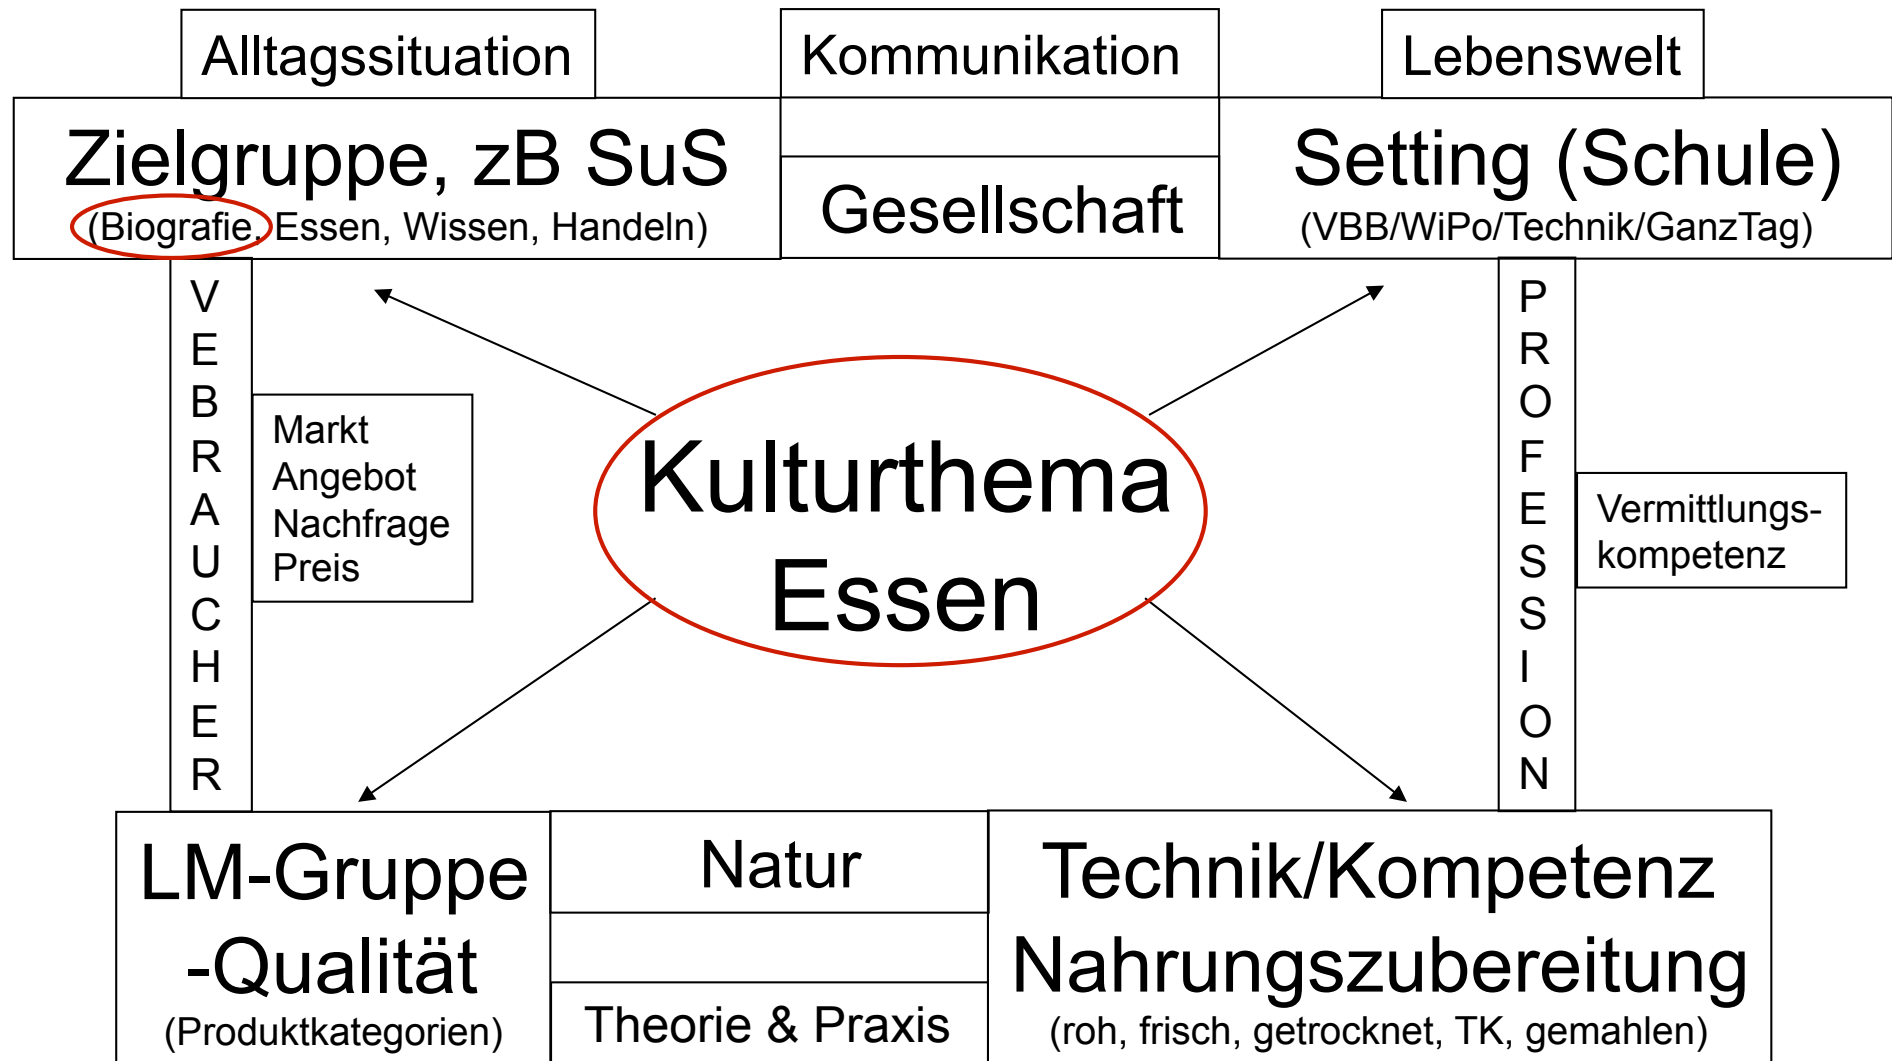 Alltagssituation
Kommunikation
Lebenswelt
Zielgruppe, zB SuS
(Biografie, Essen, Wissen, Handeln)
Gesellschaft
Setting (Schule)
(VBB/WiPo/Technik/GanzTag)
V
E
B
R
A
U
C
H
E
R
Markt
Angebot
Nachfrage
Preis
Kulturthema
Essen
P
R
O
F
E
S
S
I
O
N
Vermittlungs-
kompetenz
LM-Gruppe
-Qualität
(Produktkategorien)
Natur
Theorie & Praxis
Technik/Kompetenz
Nahrungszubereitung
(roh, frisch, getrocknet, TK, gemahlen)